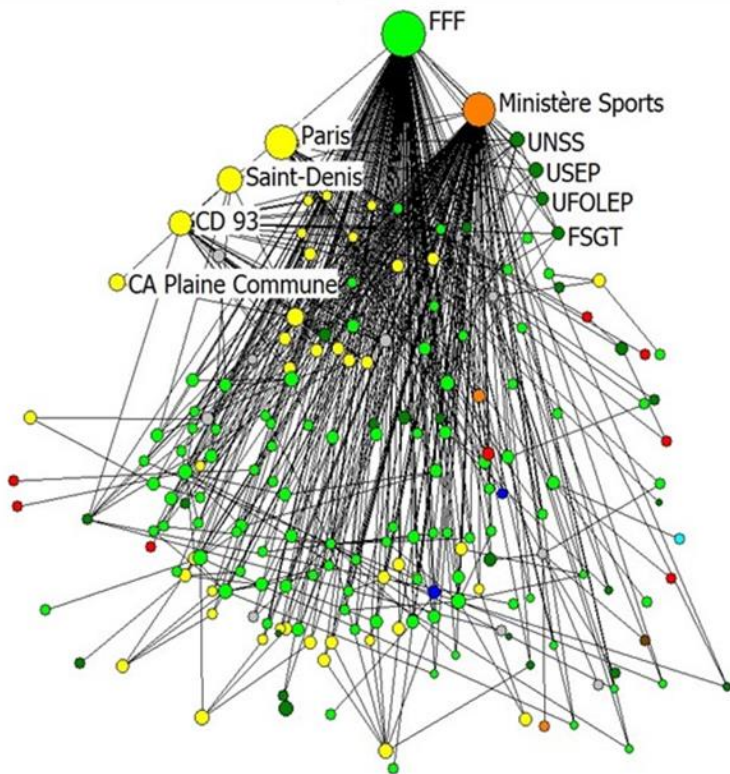 FFF
Ministère Sports
Paris
UNSS
USEP
Saint-Denis
UFOLEP
CD 93
FSGT
CA Plaine Commune